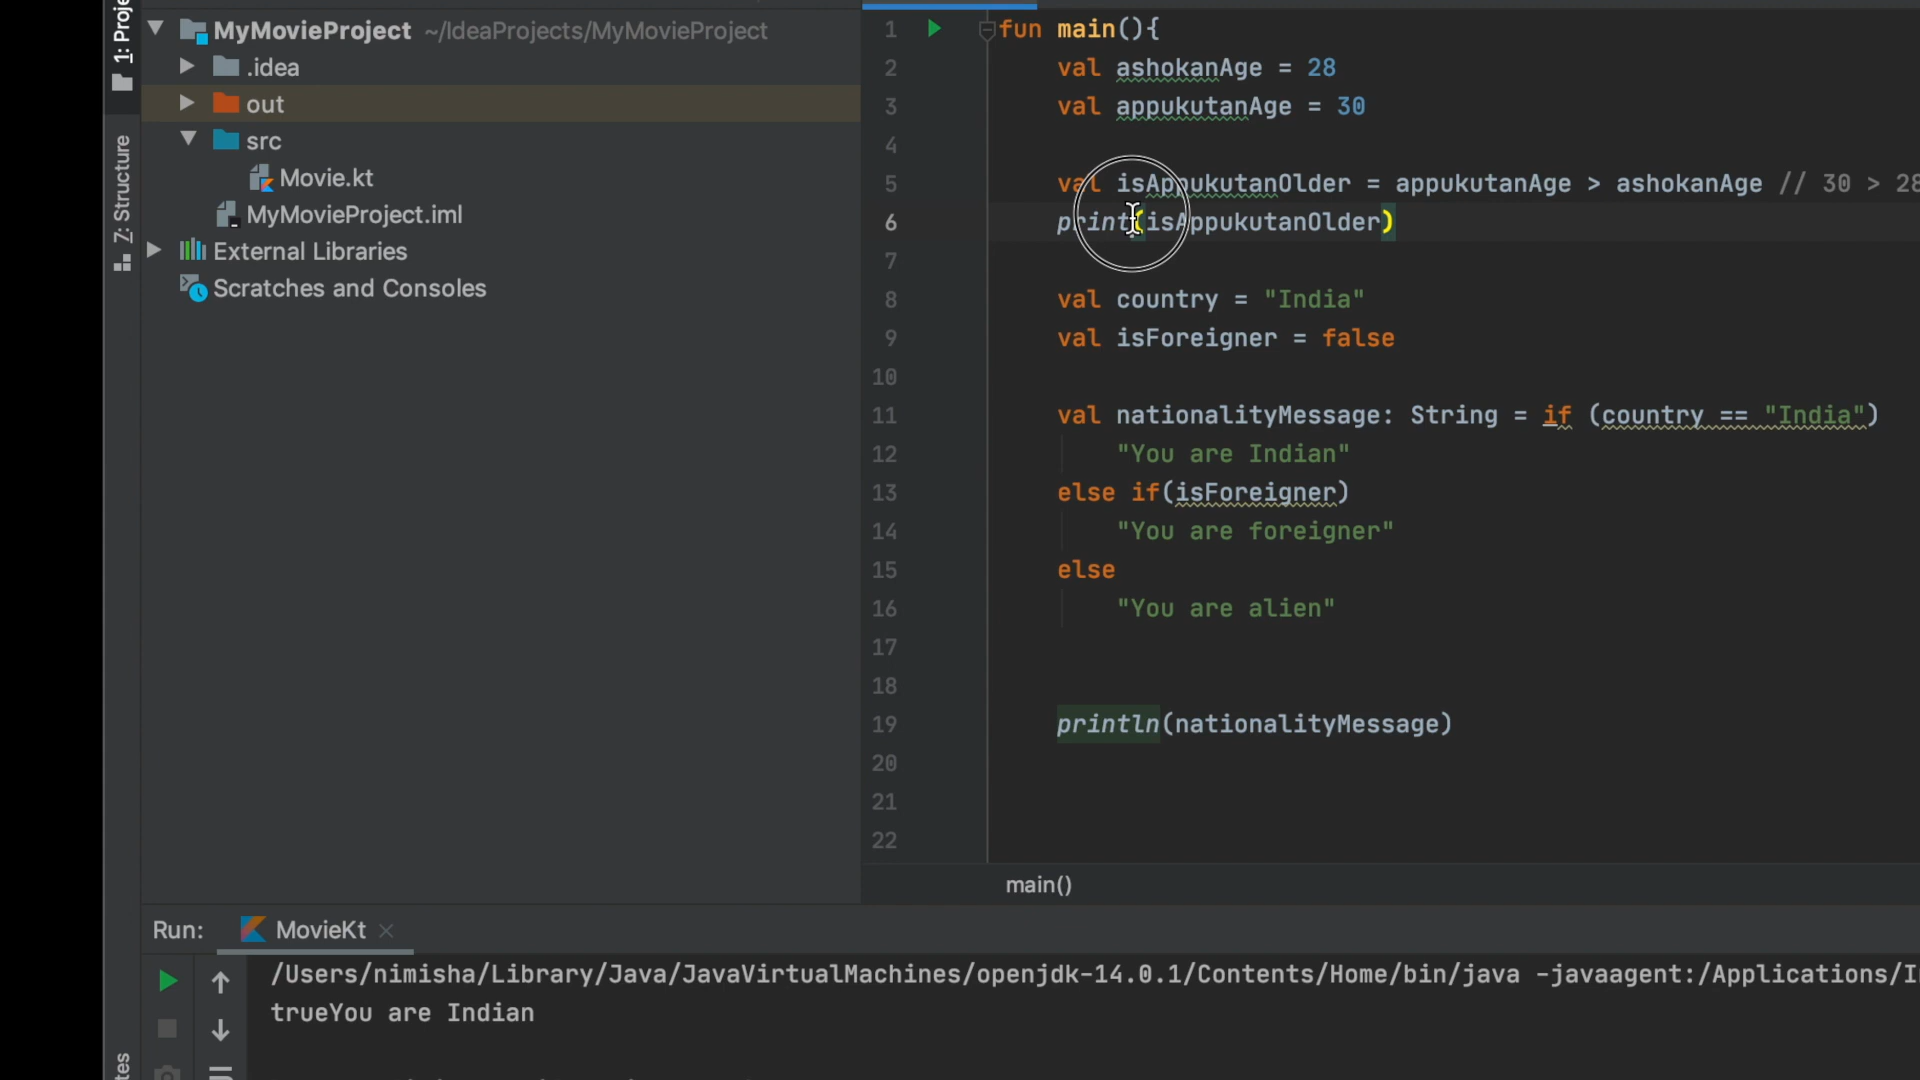 1: Proje
MyMovieProject ~/IdeaProjects/MyMovieProject
.idea
out
src
Movie.kt
MyMovieProject.iml
External Libraries
Scratches and Consoles
Z: Structure
1 fun main(){
2 val ashokanAge = 28
3 val appukutanAge = 30
4
5 val isAppukutanOlder = appukutanAge > ashokanAge // 30 > 28
6 print(isAppukutanOlder)
7
8 val country = "India"
9 val isForeigner = false
10
11 val nationalityMessage: String = if (country == "India")
12 "You are Indian"
13 else if(isForeigner)
14 "You are foreigner"
15 else
16 "You are alien"
17
18
19 println(nationalityMessage)
20
21
22
main()
Run: MovieKt
/Users/nimisha/Library/Java/JavaVirtualMachines/openjdk-14.0.1/Contents/Home/bin/java -javaagent:/Applications/I
trueYou are Indian
tes